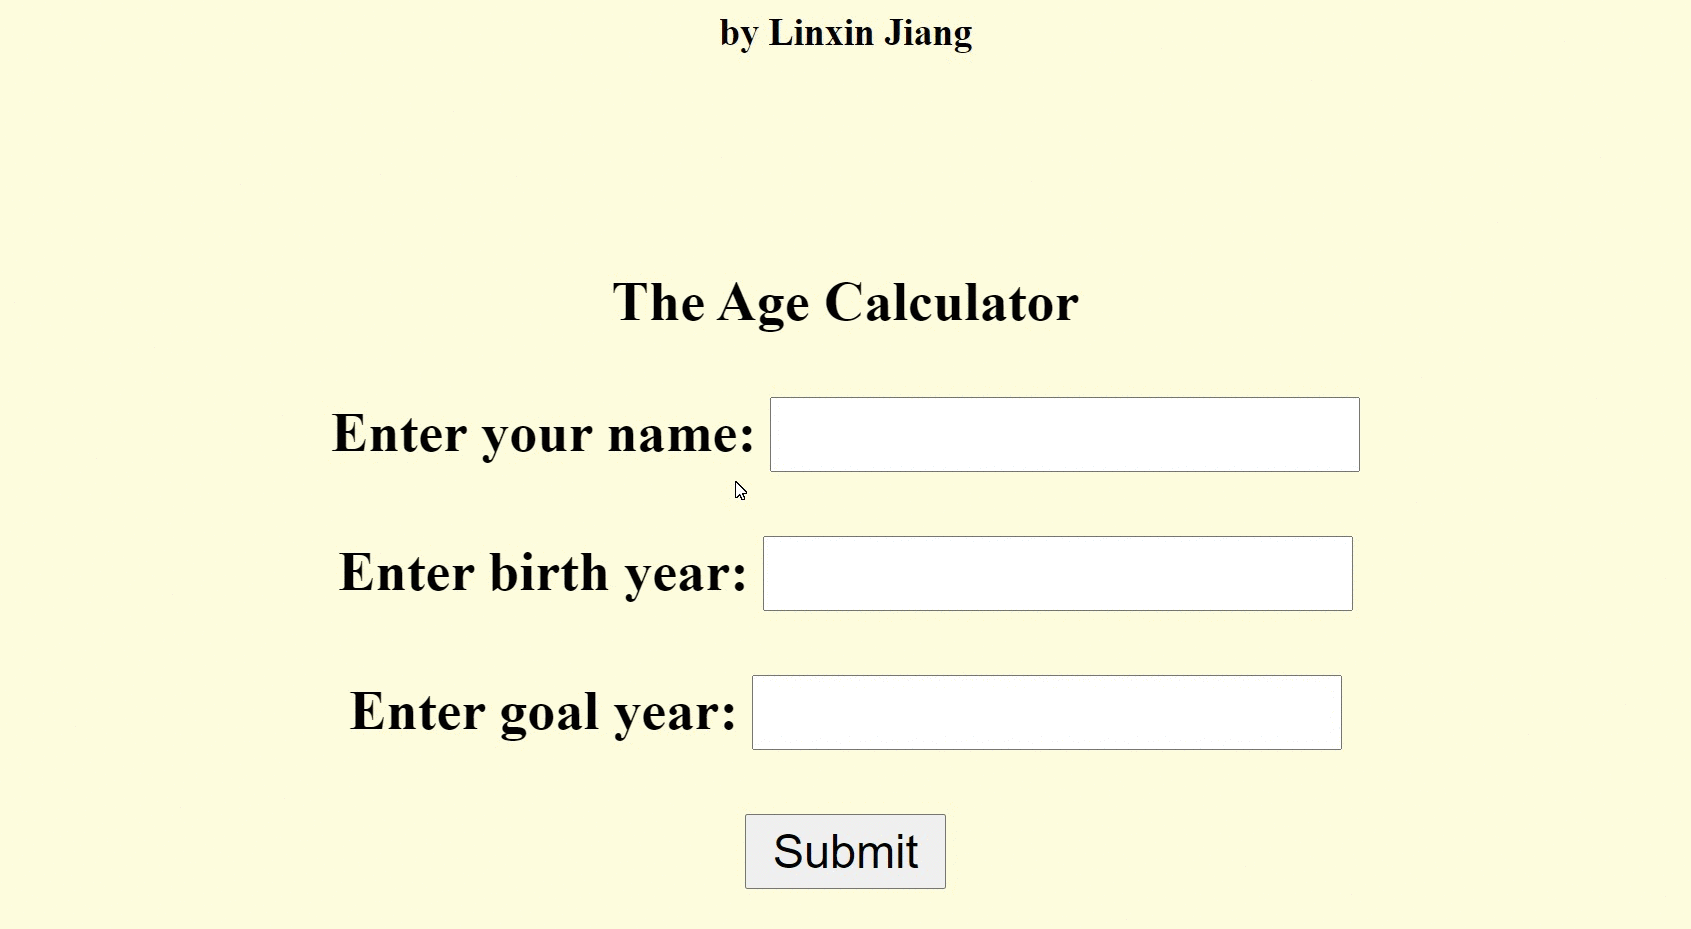 by Linxin Jiang
The Age Calculator
Enter your name:
Enter birth year:
Enter goal year:
Submit